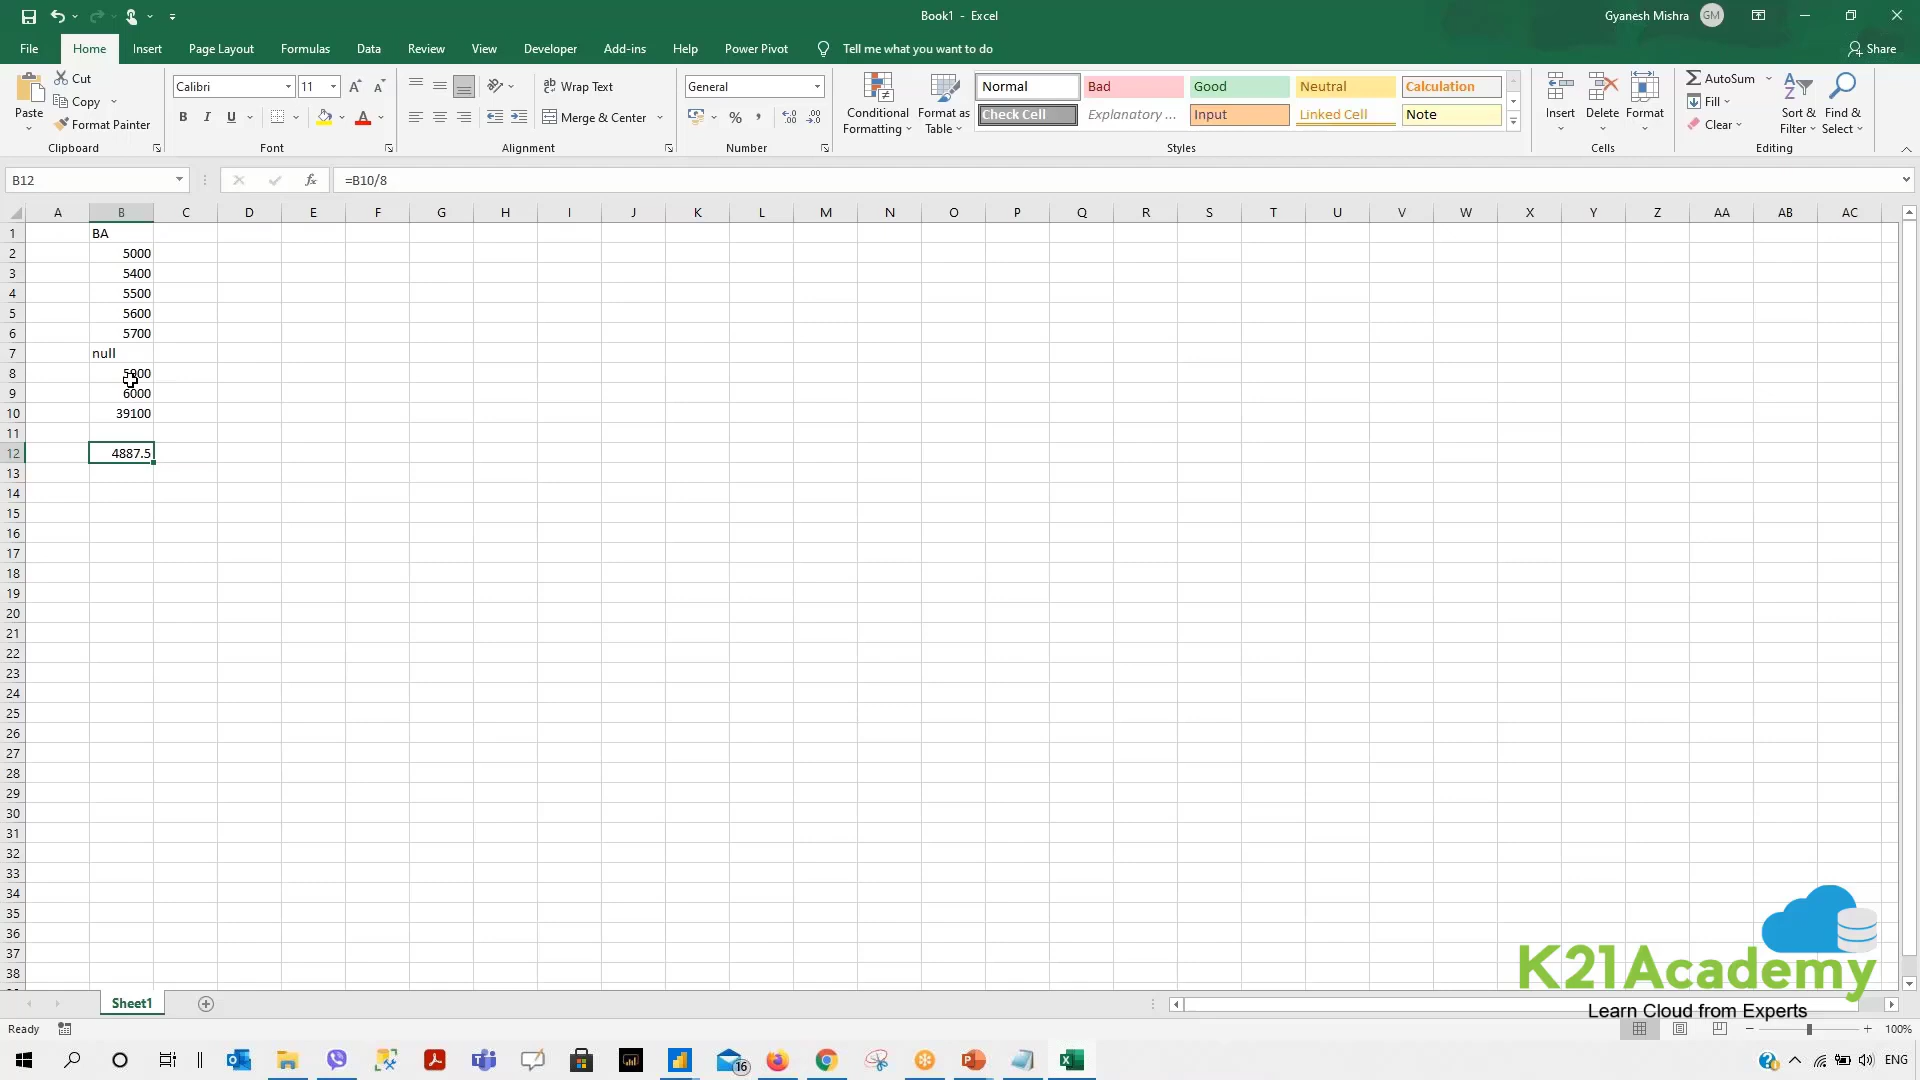 Book1 - Excel
Gyanesh Mishra GM
File Home Insert Page Layout Formulas Data Review View Developer Add-ins Help Power Pivot Tell me what you want to do Share
Paste
Cut
Copy
Format Painter
Clipboard
Calibri 11
B I U
Font
Wrap Text
Merge & Center
Alignment
General
%
Number
Conditional Formatting
Format as Table
Normal Bad Good Neutral Calculation
Check Cell Explanatory ... Input Linked Cell Note
Styles
Insert Delete Format
Cells
AutoSum
Fill
Clear
Sort & Filter
Find & Select
Editing
B12 fx =B10/8
A B C D E F G H I J K L M N O P Q R S T U V W X Y Z AA AB AC
1 BA
2 5000
3 5400
4 5500
5 5600
6 5700
7 null
8 5900
9 6000
10 39100
11
12 4887.5
13
14
15
16
17
18
19
20
21
22
23
24
25
26
27
28
29
30
31
32
33
34
35
36
37
38
K21Academy
Learn Cloud from Experts
Sheet1
Ready
100%
16
ENG